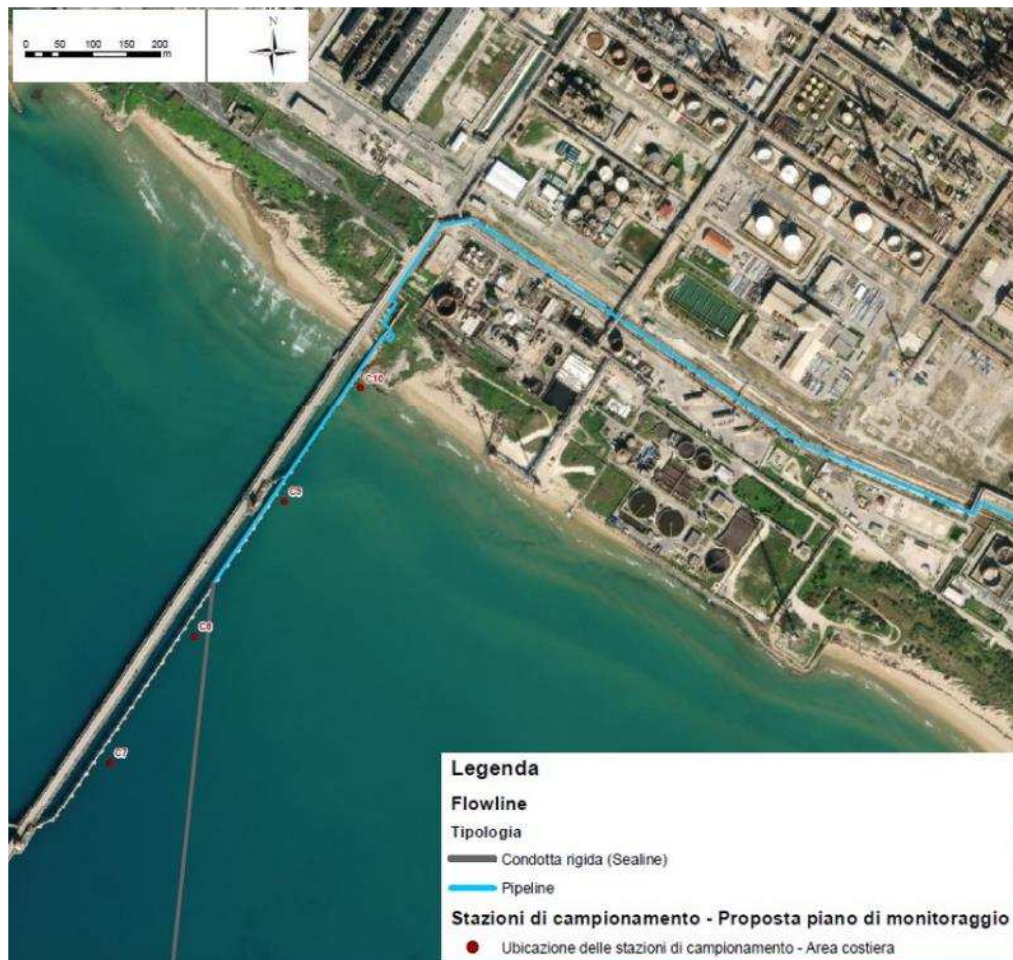 N
0 50 100 150 200
m
C10
C9
C8
C7
Legenda
Flowline
Tipologia
Condotta rigida (Sealine)
Pipeline
Stazioni di campionamento - Proposta piano di monitoraggio
Ubicazione delle stazioni di campionamento - Area costiera